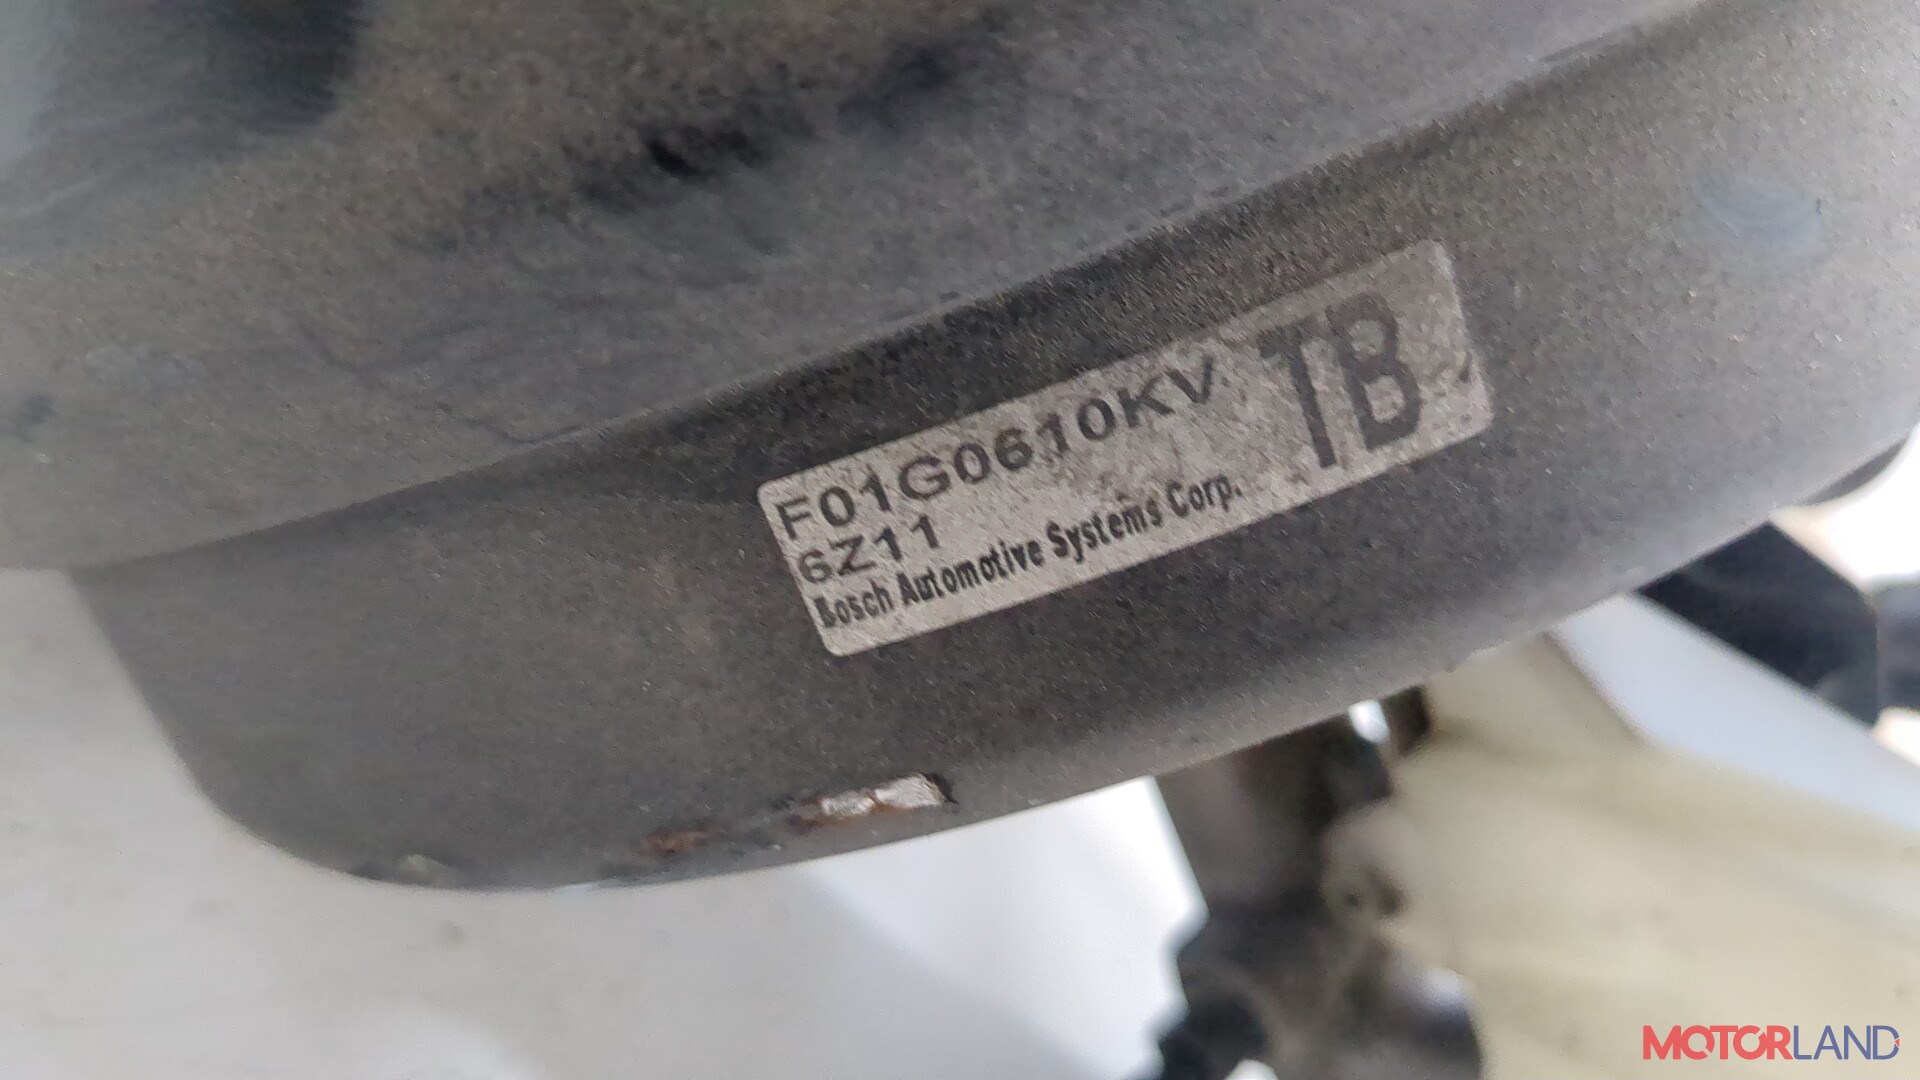 F01G0610KV
TB
6Z11
Bosch Automotive Systems Corp.
MOTORLAND